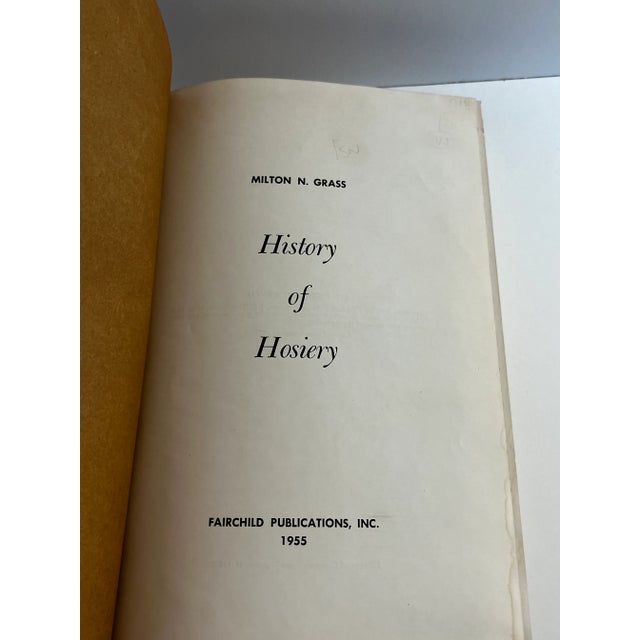 MILTON N. GRASS
History
of
Hosiery
FAIRCHILD PUBLICATIONS, INC.
1955